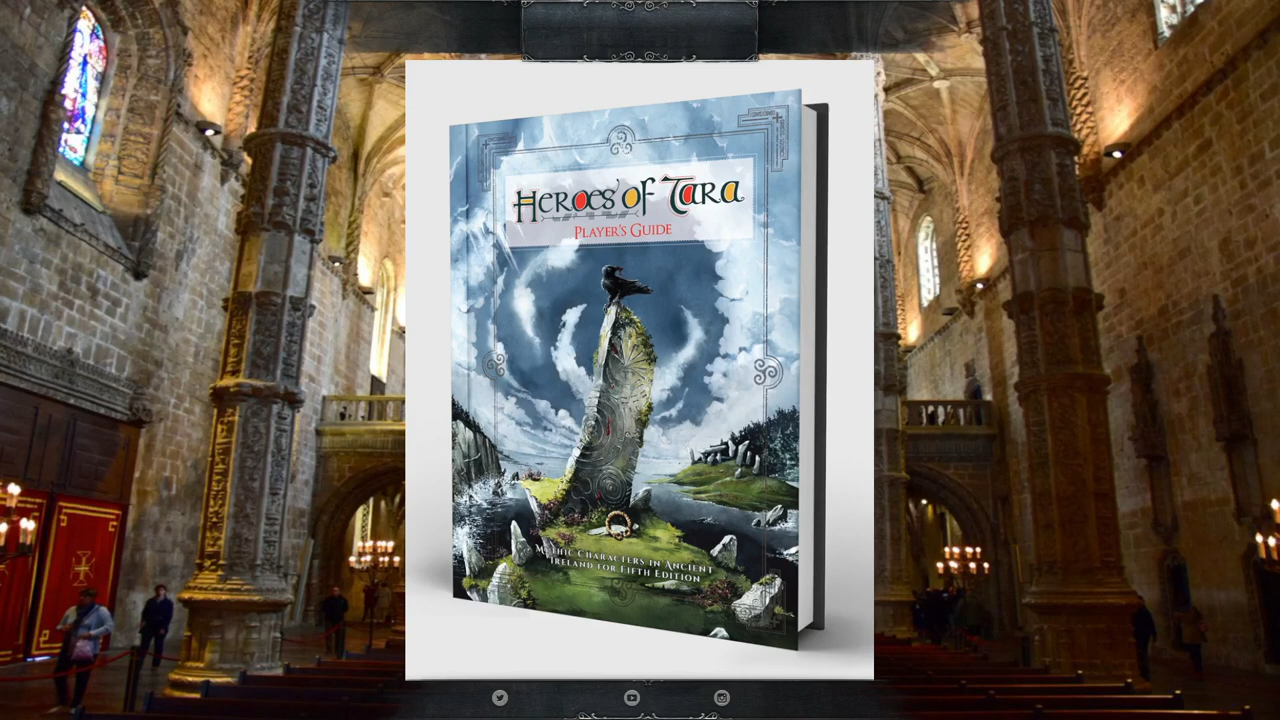 Heroes of Tara
Player's Guide
Mythic Characters in Ancient
Ireland for Fifth Edition